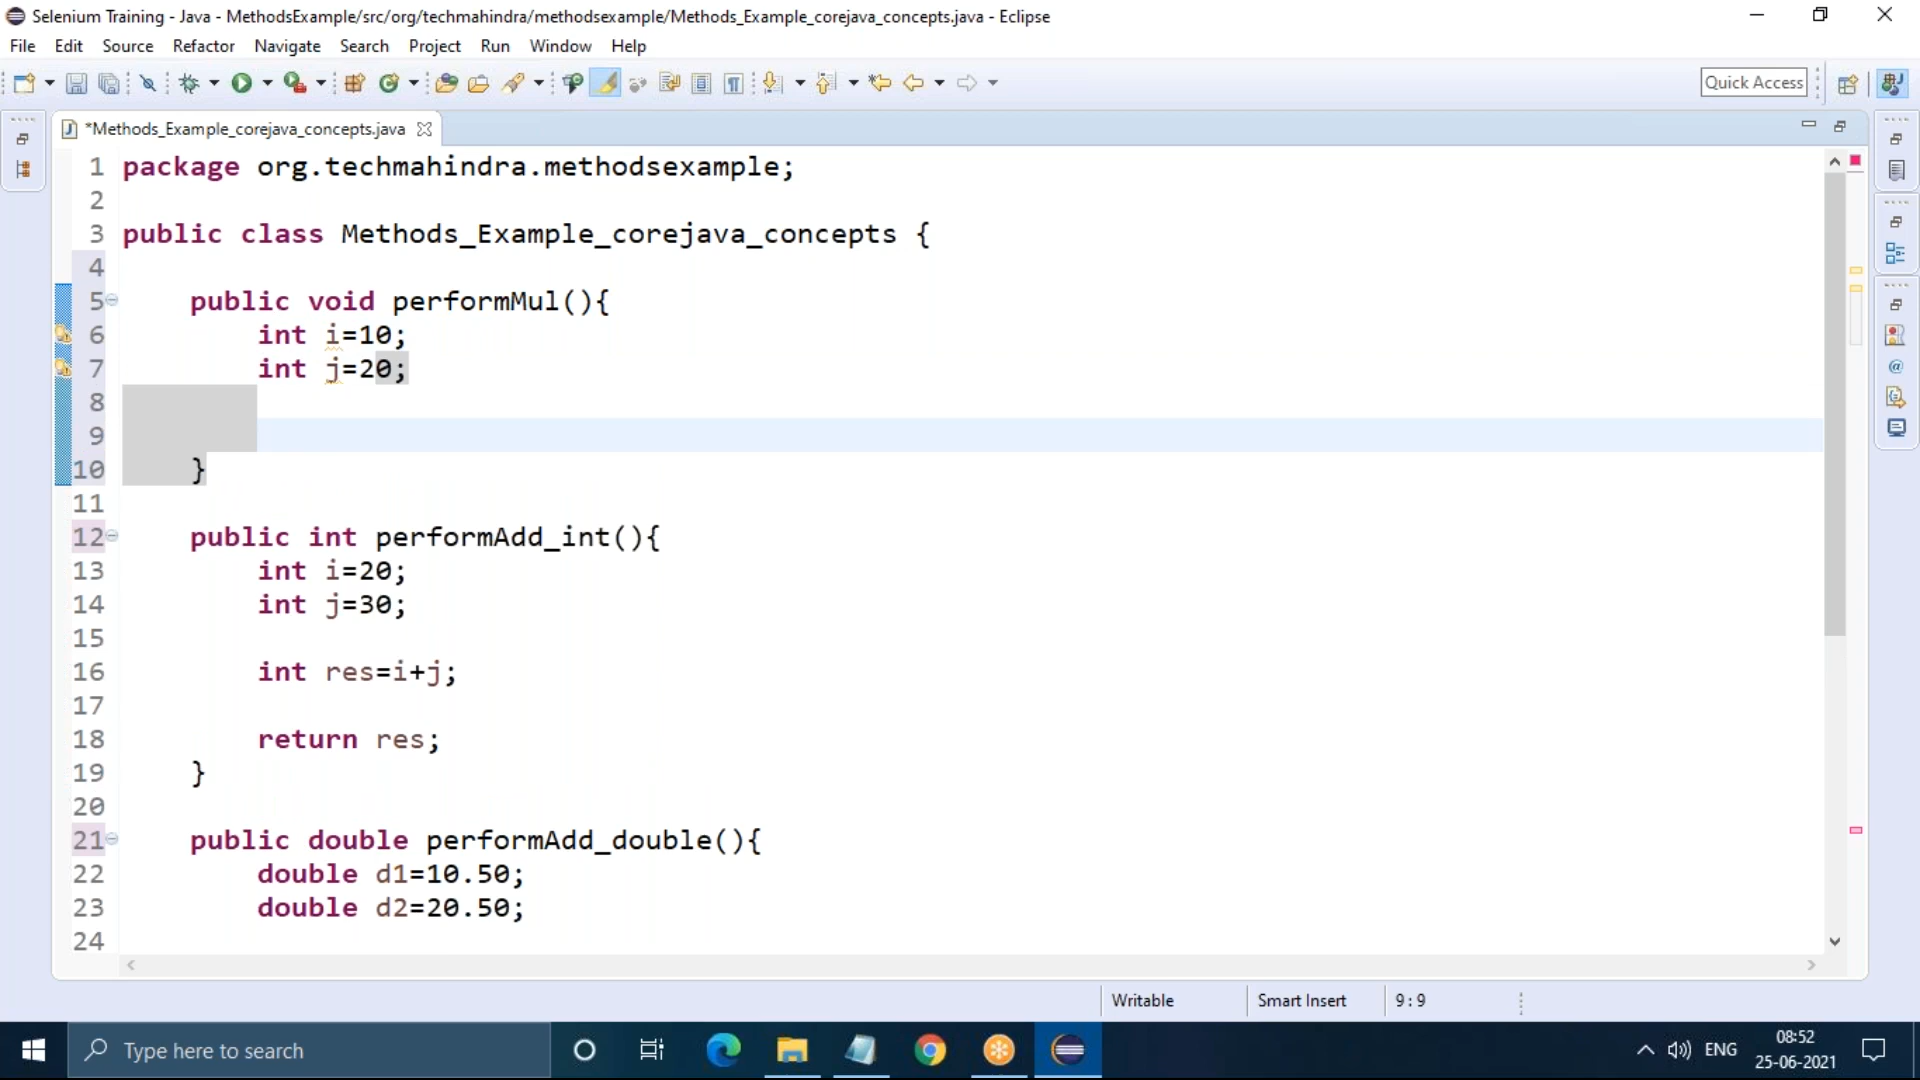 Selenium Training - Java - MethodsExample/src/org/techmahindra/methodsexample/Methods_Example_corejava_concepts.java - Eclipse
File Edit Source Refactor Navigate Search Project Run Window Help
Quick Access
*Methods_Example_corejava_concepts.java
1 package org.techmahindra.methodsexample;
2
3 public class Methods_Example_corejava_concepts {
4
5 public void performMul(){
6 int i=10;
7 int j=20;
8
9
10 }
11
12 public int performAdd_int(){
13 int i=20;
14 int j=30;
15
16 int res=i+j;
17
18 return res;
19 }
20
21 public double performAdd_double(){
22 double d1=10.50;
23 double d2=20.50;
24
Writable Smart Insert 9 : 9
Type here to search
ENG
08:52
25-06-2021